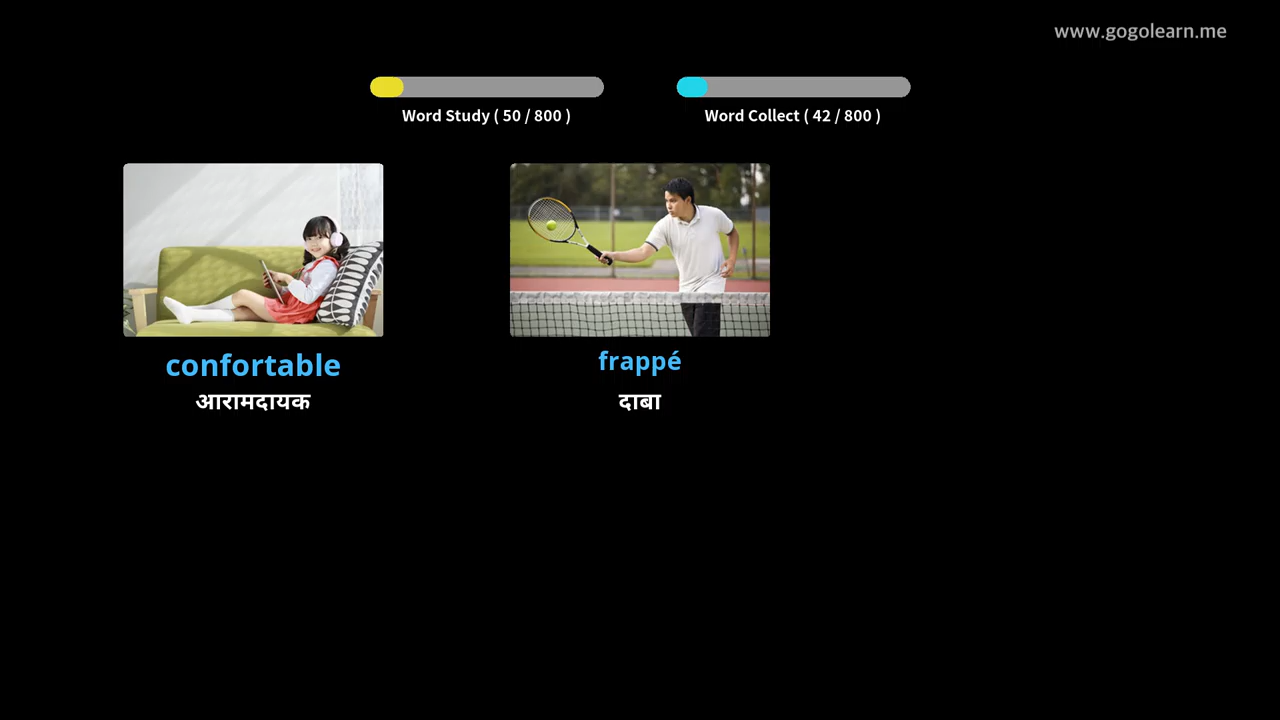 www.gogolearn.me
Word Study ( 50 / 800 )
Word Collect ( 42 / 800 )
confortable
आरामदायक
frappé
दाबा